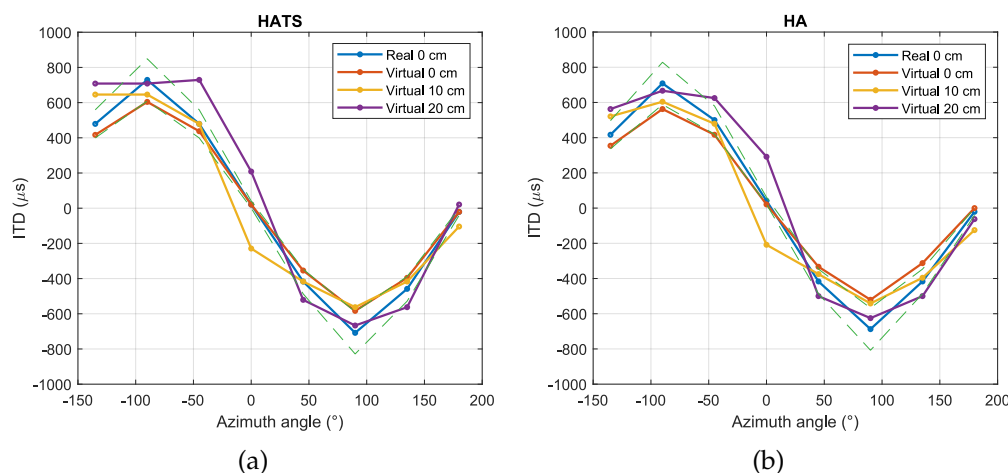 HATS
Real 0 cm
Virtual 0 cm
Virtual 10 cm
Virtual 20 cm
1000
800
600
400
200
0
-200
-400
-600
-800
-1000
ITD (μs)
-150 -100 -50 0 50 100 150 200
Azimuth angle (°)
(a)
HA
Real 0 cm
Virtual 0 cm
Virtual 10 cm
Virtual 20 cm
1000
800
600
400
200
0
-200
-400
-600
-800
-1000
ITD (μs)
-150 -100 -50 0 50 100 150 200
Azimuth angle (°)
(b)